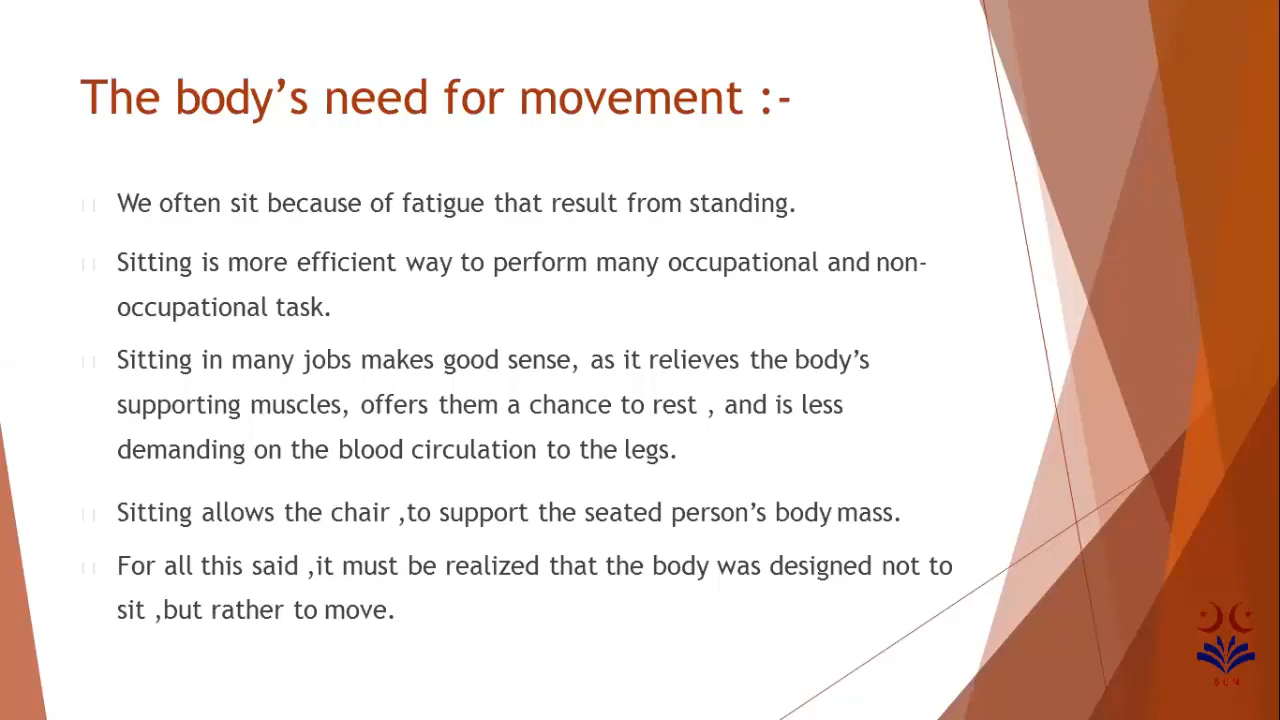 The body’s need for movement :-
We often sit because of fatigue that result from standing.
Sitting is more efficient way to perform many occupational and non-
occupational task.
Sitting in many jobs makes good sense, as it relieves the body’s
supporting muscles, offers them a chance to rest , and is less
demanding on the blood circulation to the legs.
Sitting allows the chair ,to support the seated person’s body mass.
For all this said ,it must be realized that the body was designed not to
sit ,but rather to move.